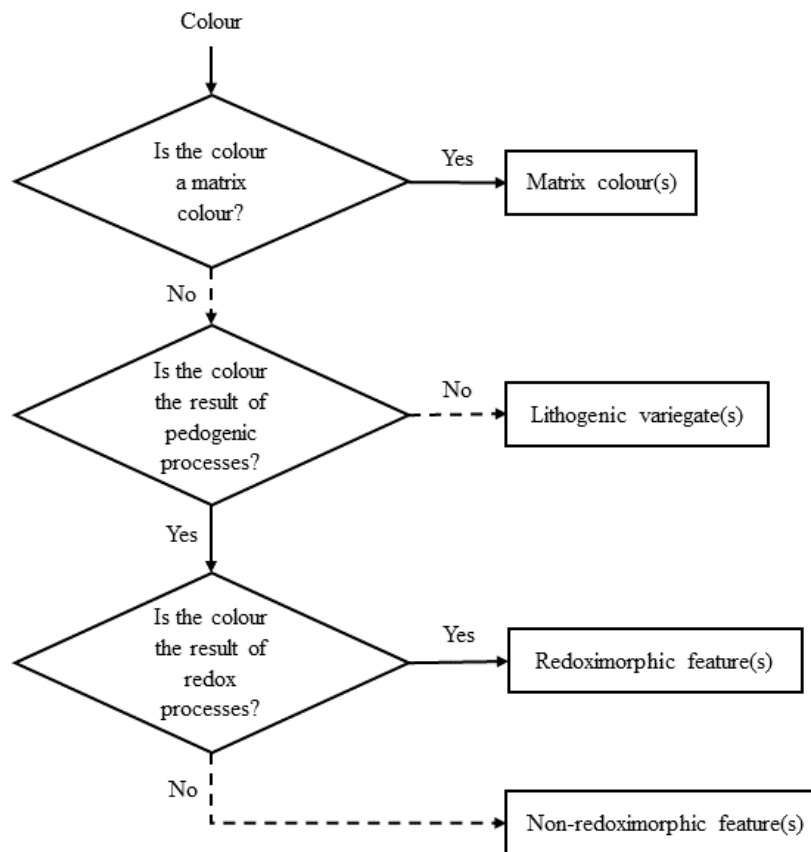 Colour
Is the colour
a matrix
colour?
Yes
Matrix colour(s)
No
Is the colour
the result of
pedogenic
processes?
No
Lithogenic variegate(s)
Yes
Is the colour
the result of
redox
processes?
Yes
Redoximorphic feature(s)
No
Non-redoximorphic feature(s)